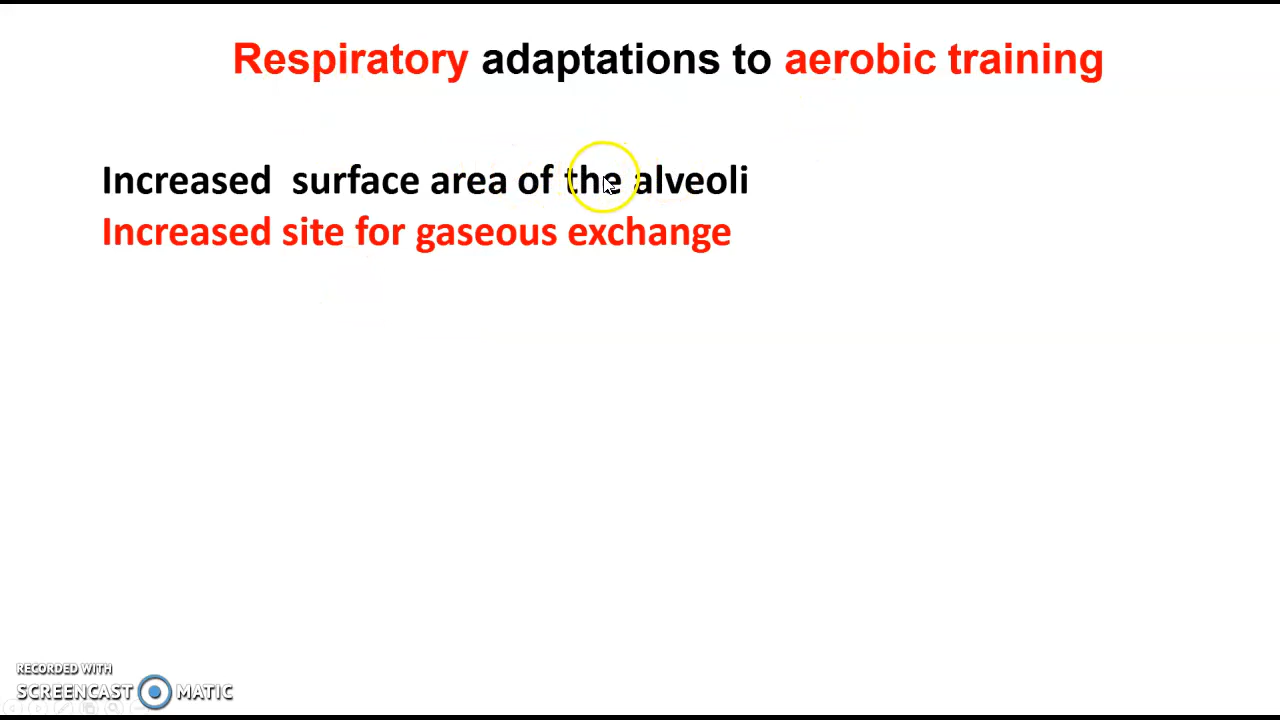 Respiratory adaptations to aerobic training
Increased surface area of the alveoli
Increased site for gaseous exchange
RECORDED WITH
SCREENCAST MATIC